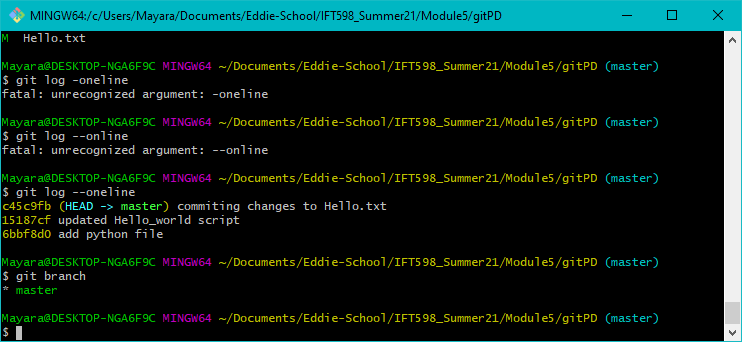 MINGW64:/c/Users/Mayara/Documents/Eddie-School/IFT598_Summer21/Module5/gitPD
M  Hello.txt
Mayara@DESKTOP-NGA6F9C MINGW64 ~/Documents/Eddie-School/IFT598_Summer21/Module5/gitPD (master)
$ git log -oneline
fatal: unrecognized argument: -oneline
Mayara@DESKTOP-NGA6F9C MINGW64 ~/Documents/Eddie-School/IFT598_Summer21/Module5/gitPD (master)
$ git log --online
fatal: unrecognized argument: --online
Mayara@DESKTOP-NGA6F9C MINGW64 ~/Documents/Eddie-School/IFT598_Summer21/Module5/gitPD (master)
$ git log --oneline
c45c9fb (HEAD -> master) commiting changes to Hello.txt
15187cf updated Hello_world script
6bbf8d0 add python file
Mayara@DESKTOP-NGA6F9C MINGW64 ~/Documents/Eddie-School/IFT598_Summer21/Module5/gitPD (master)
$ git branch
* master
Mayara@DESKTOP-NGA6F9C MINGW64 ~/Documents/Eddie-School/IFT598_Summer21/Module5/gitPD (master)
$